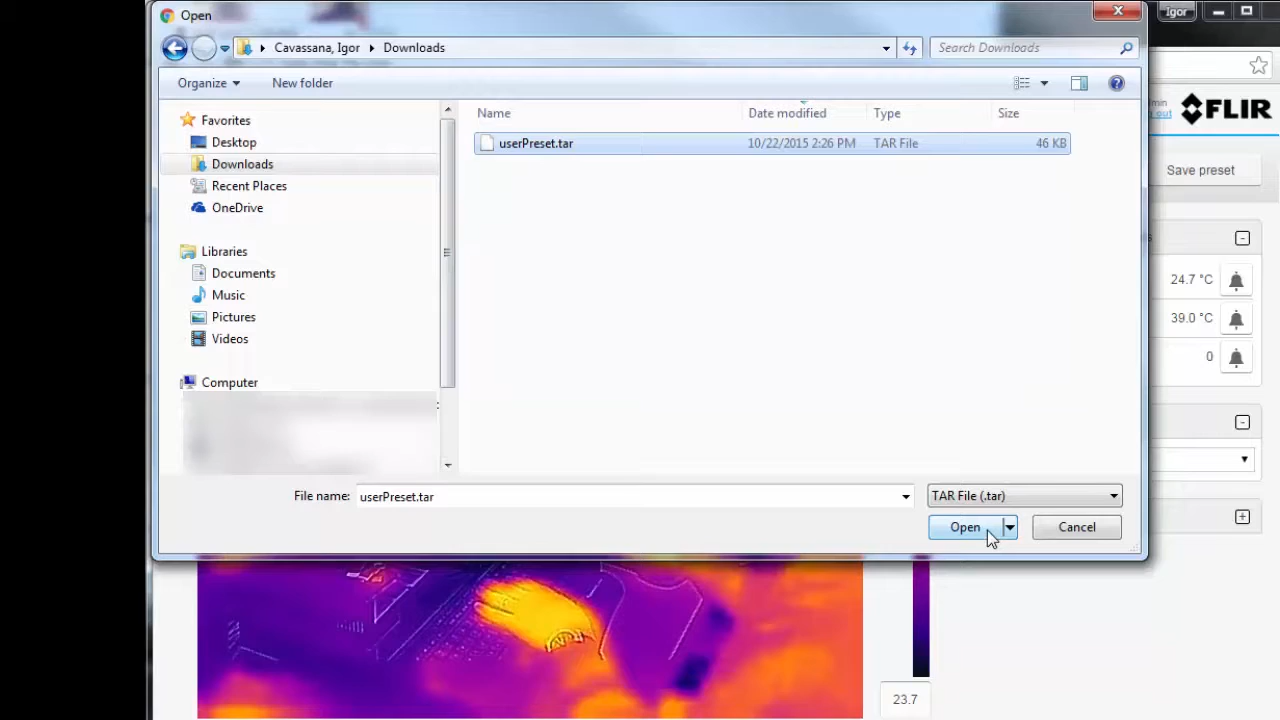 Open
Igor
Cavassana, Igor
Downloads
Search Downloads
Organize
New folder
Favorites
Desktop
Downloads
Recent Places
OneDrive
Libraries
Documents
Music
Pictures
Videos
Computer
Name
Date modified
Type
Size
userPreset.tar
10/22/2015 2:26 PM
TAR File
46 KB
File name:
userPreset.tar
TAR File (.tar)
Open
Cancel
FLIR
Save preset
24.7 °C
39.0 °C
0
23.7